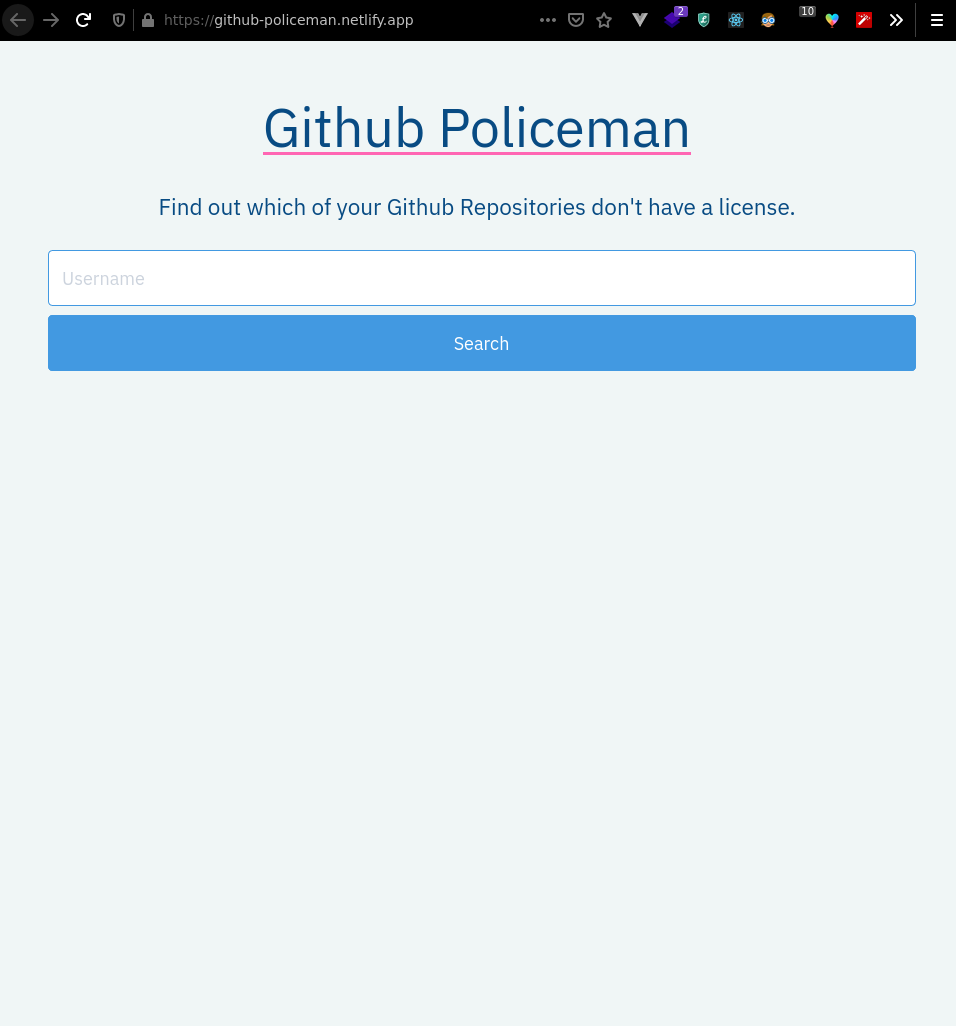 https://github-policeman.netlify.app
2
10
Github Policeman
Find out which of your Github Repositories don't have a license.
Username
Search